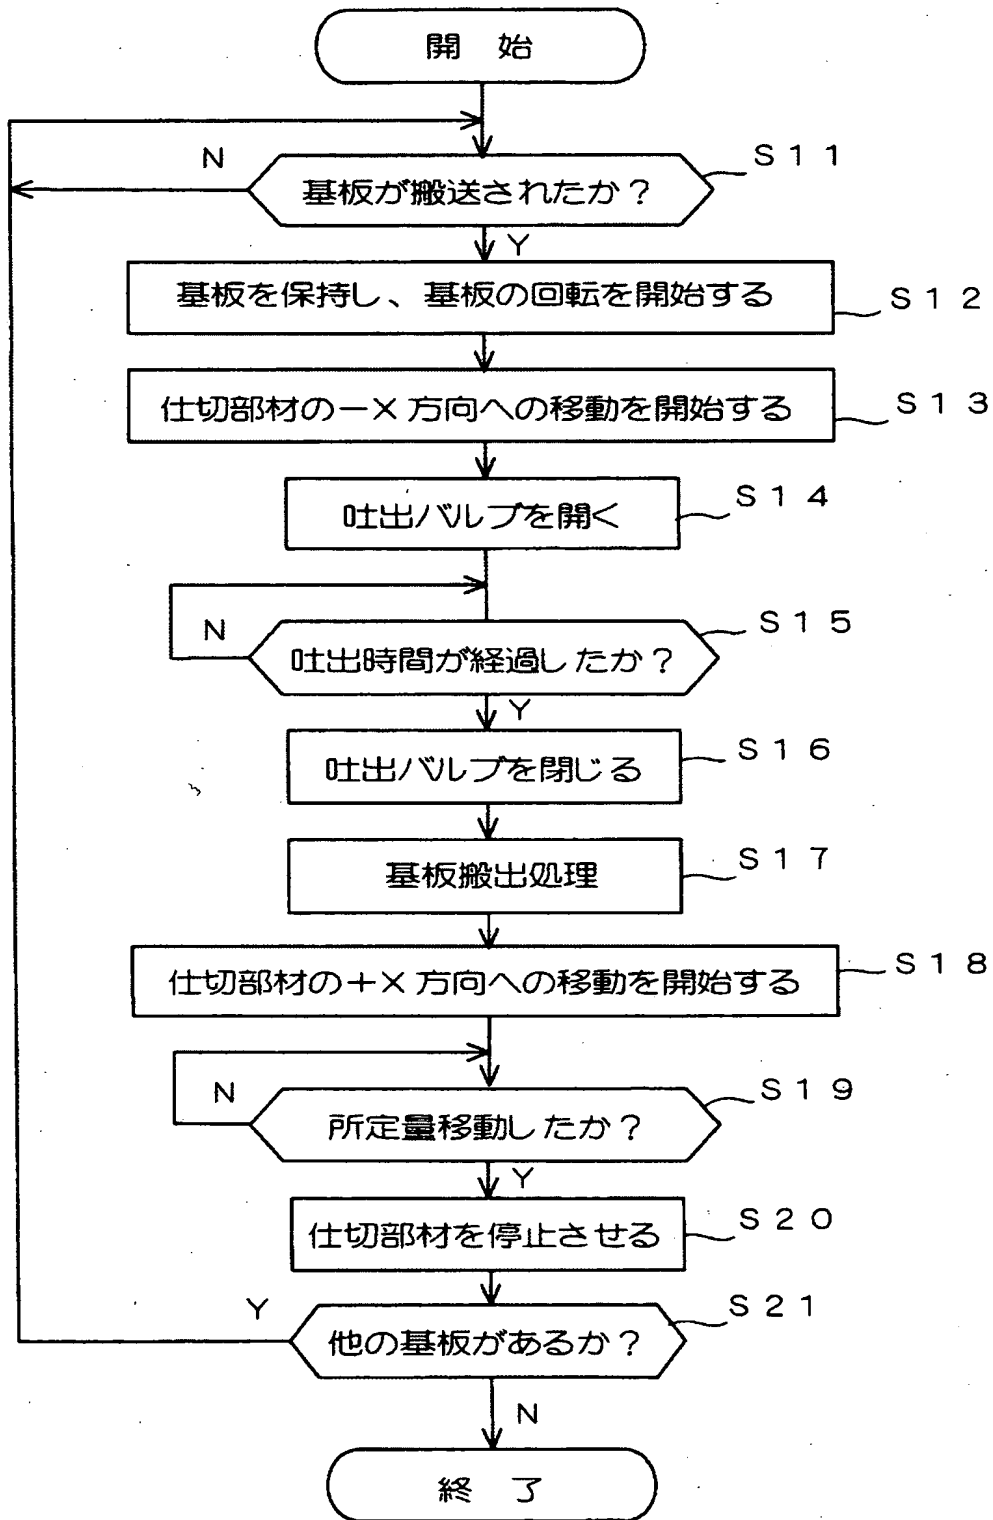 開 始
N
基板が搬送されたか？
S11
Y
基板を保持し、基板の回転を開始する
S12
仕切部材の－X方向への移動を開始する
S13
吐出バルブを開く
S14
N
吐出時間が経過したか？
S15
Y
吐出バルブを閉じる
S16
基板搬出処理
S17
仕切部材の＋X方向への移動を開始する
S18
N
所定量移動したか？
S19
Y
仕切部材を停止させる
S20
Y
他の基板があるか？
S21
N
終 了